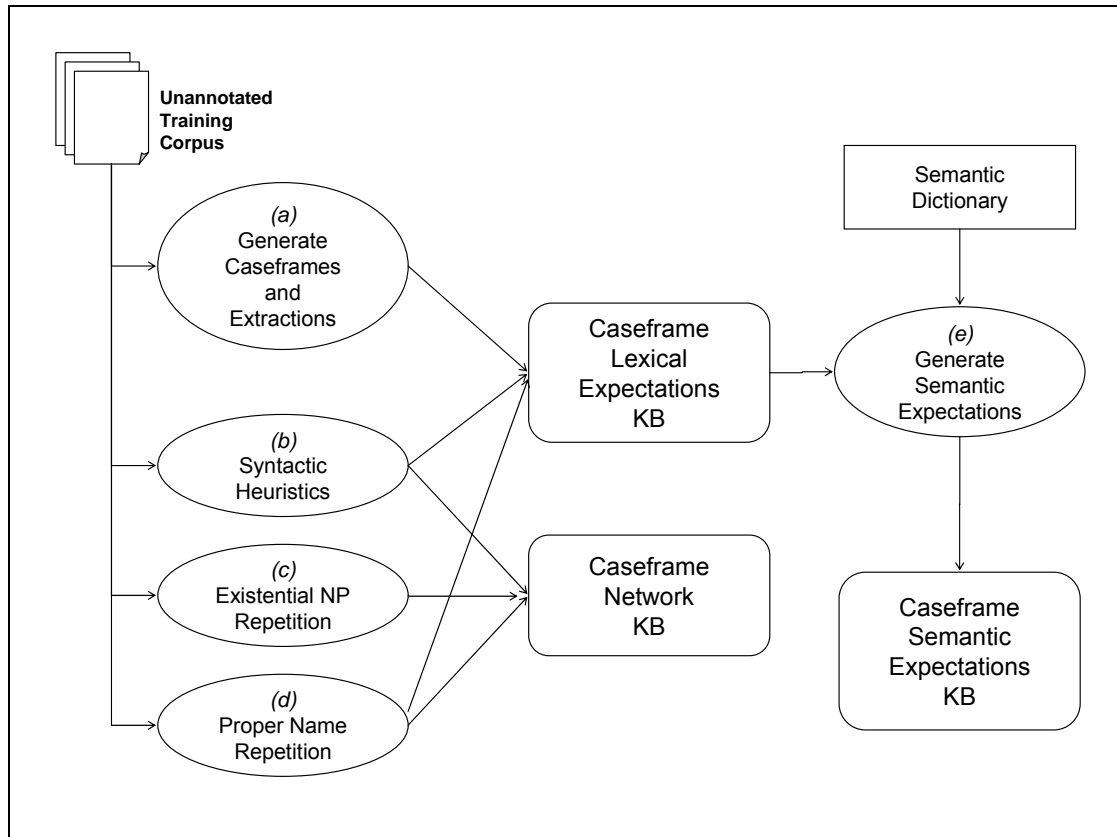 Unannotated
Training
Corpus
(a)
Generate
Caseframes
and
Extractions
(b)
Syntactic
Heuristics
(c)
Existential NP
Repetition
(d)
Proper Name
Repetition
Caseframe
Lexical
Expectations
KB
Caseframe
Network
KB
Semantic
Dictionary
(e)
Generate
Semantic
Expectations
Caseframe
Semantic
Expectations
KB